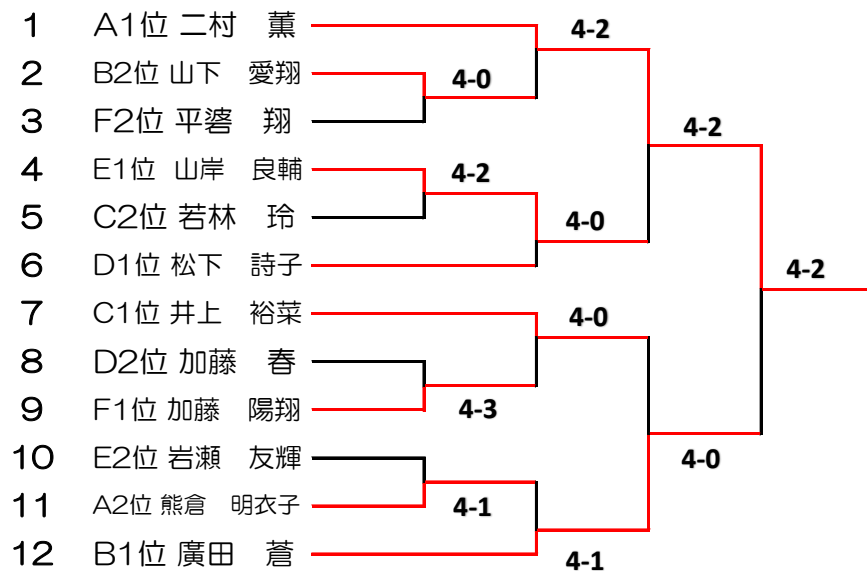 1 A1位 二村 薫
4-2
2 B2位 山下 愛翔
4-0
3 F2位 平碆 翔
4-2
4 E1位 山岸 良輔
4-2
5 C2位 若林 玲
4-0
6 D1位 松下 詩子
4-2
7 C1位 井上 裕菜
4-0
8 D2位 加藤 春
9 F1位 加藤 陽翔
4-3
10 E2位 岩瀬 友輝
4-0
11 A2位 熊倉 明衣子
4-1
12 B1位 廣田 蒼
4-1